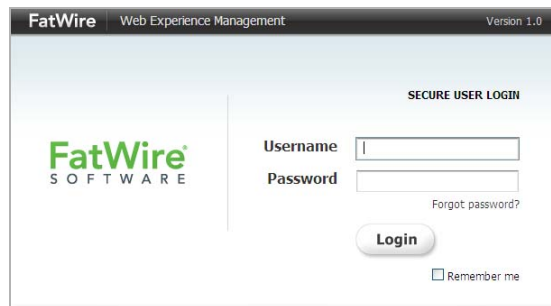 FatWire Web Experience Management Version 1.0
SECURE USER LOGIN
FatWire
SOFTWARE
Username
Password
Forgot password?
Login
Remember me